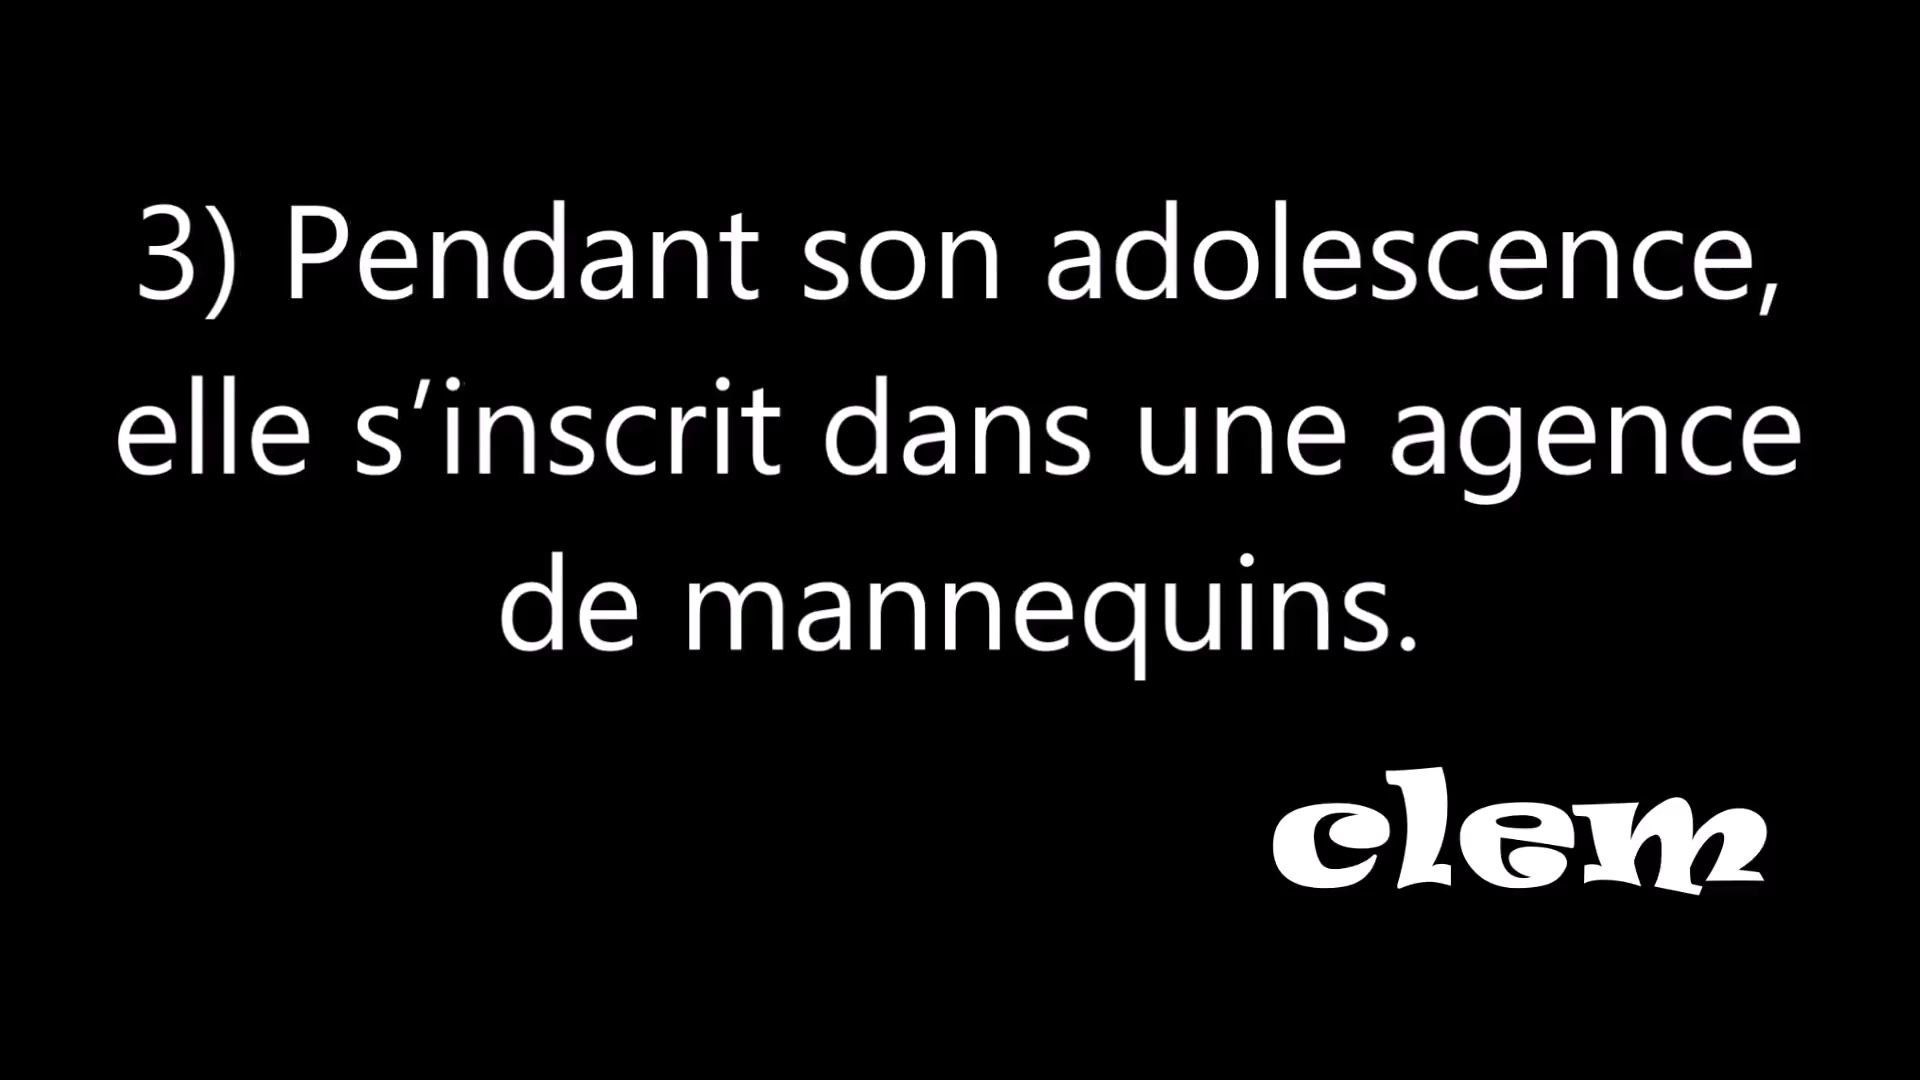 3) Pendant son adolescence,
elle s’inscrit dans une agence
de mannequins.
clem